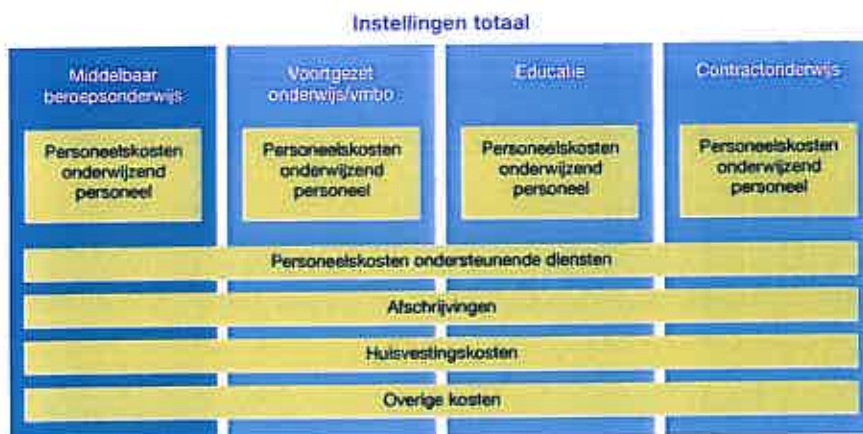 Instellingen totaal
Middelbaar
beroepsonderwijs
Voortgezet
onderwijs/vmbo
Educatie
Contractonderwijs
Personeelskosten
onderwijzend
personeel
Personeelskosten
onderwijzend
personeel
Personeelskosten
onderwijzend
personeel
Personeelskosten
onderwijzend
personeel
Personeelskosten ondersteunende diensten
Afschrijvingen
Huisvestingskosten
Overige kosten